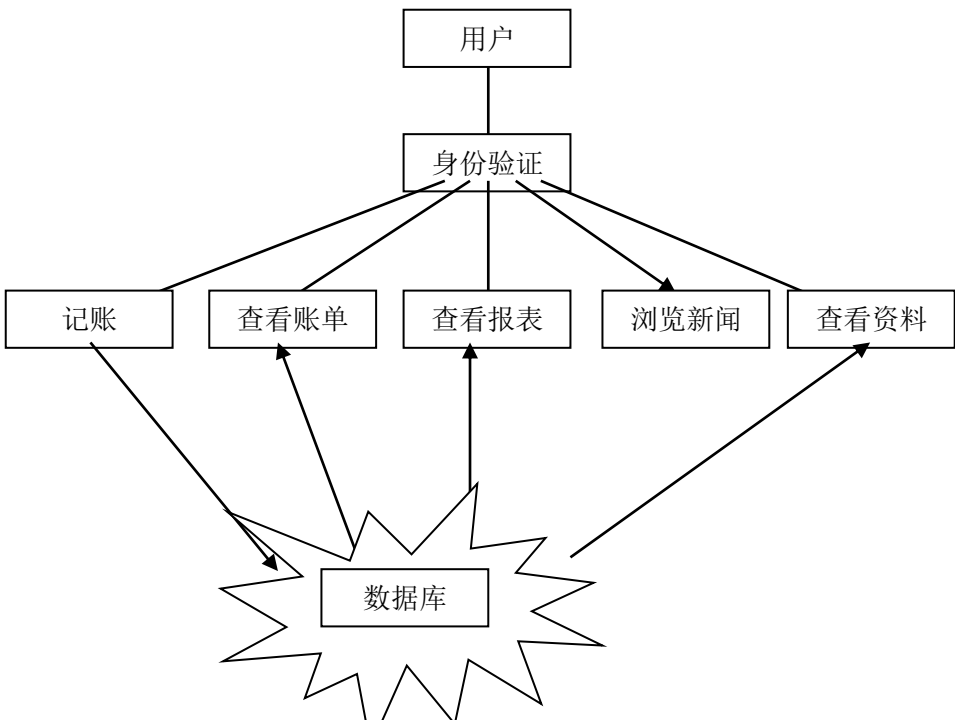 用户
身份验证
记账
查看账单
查看报表
浏览新闻
查看资料
数据库